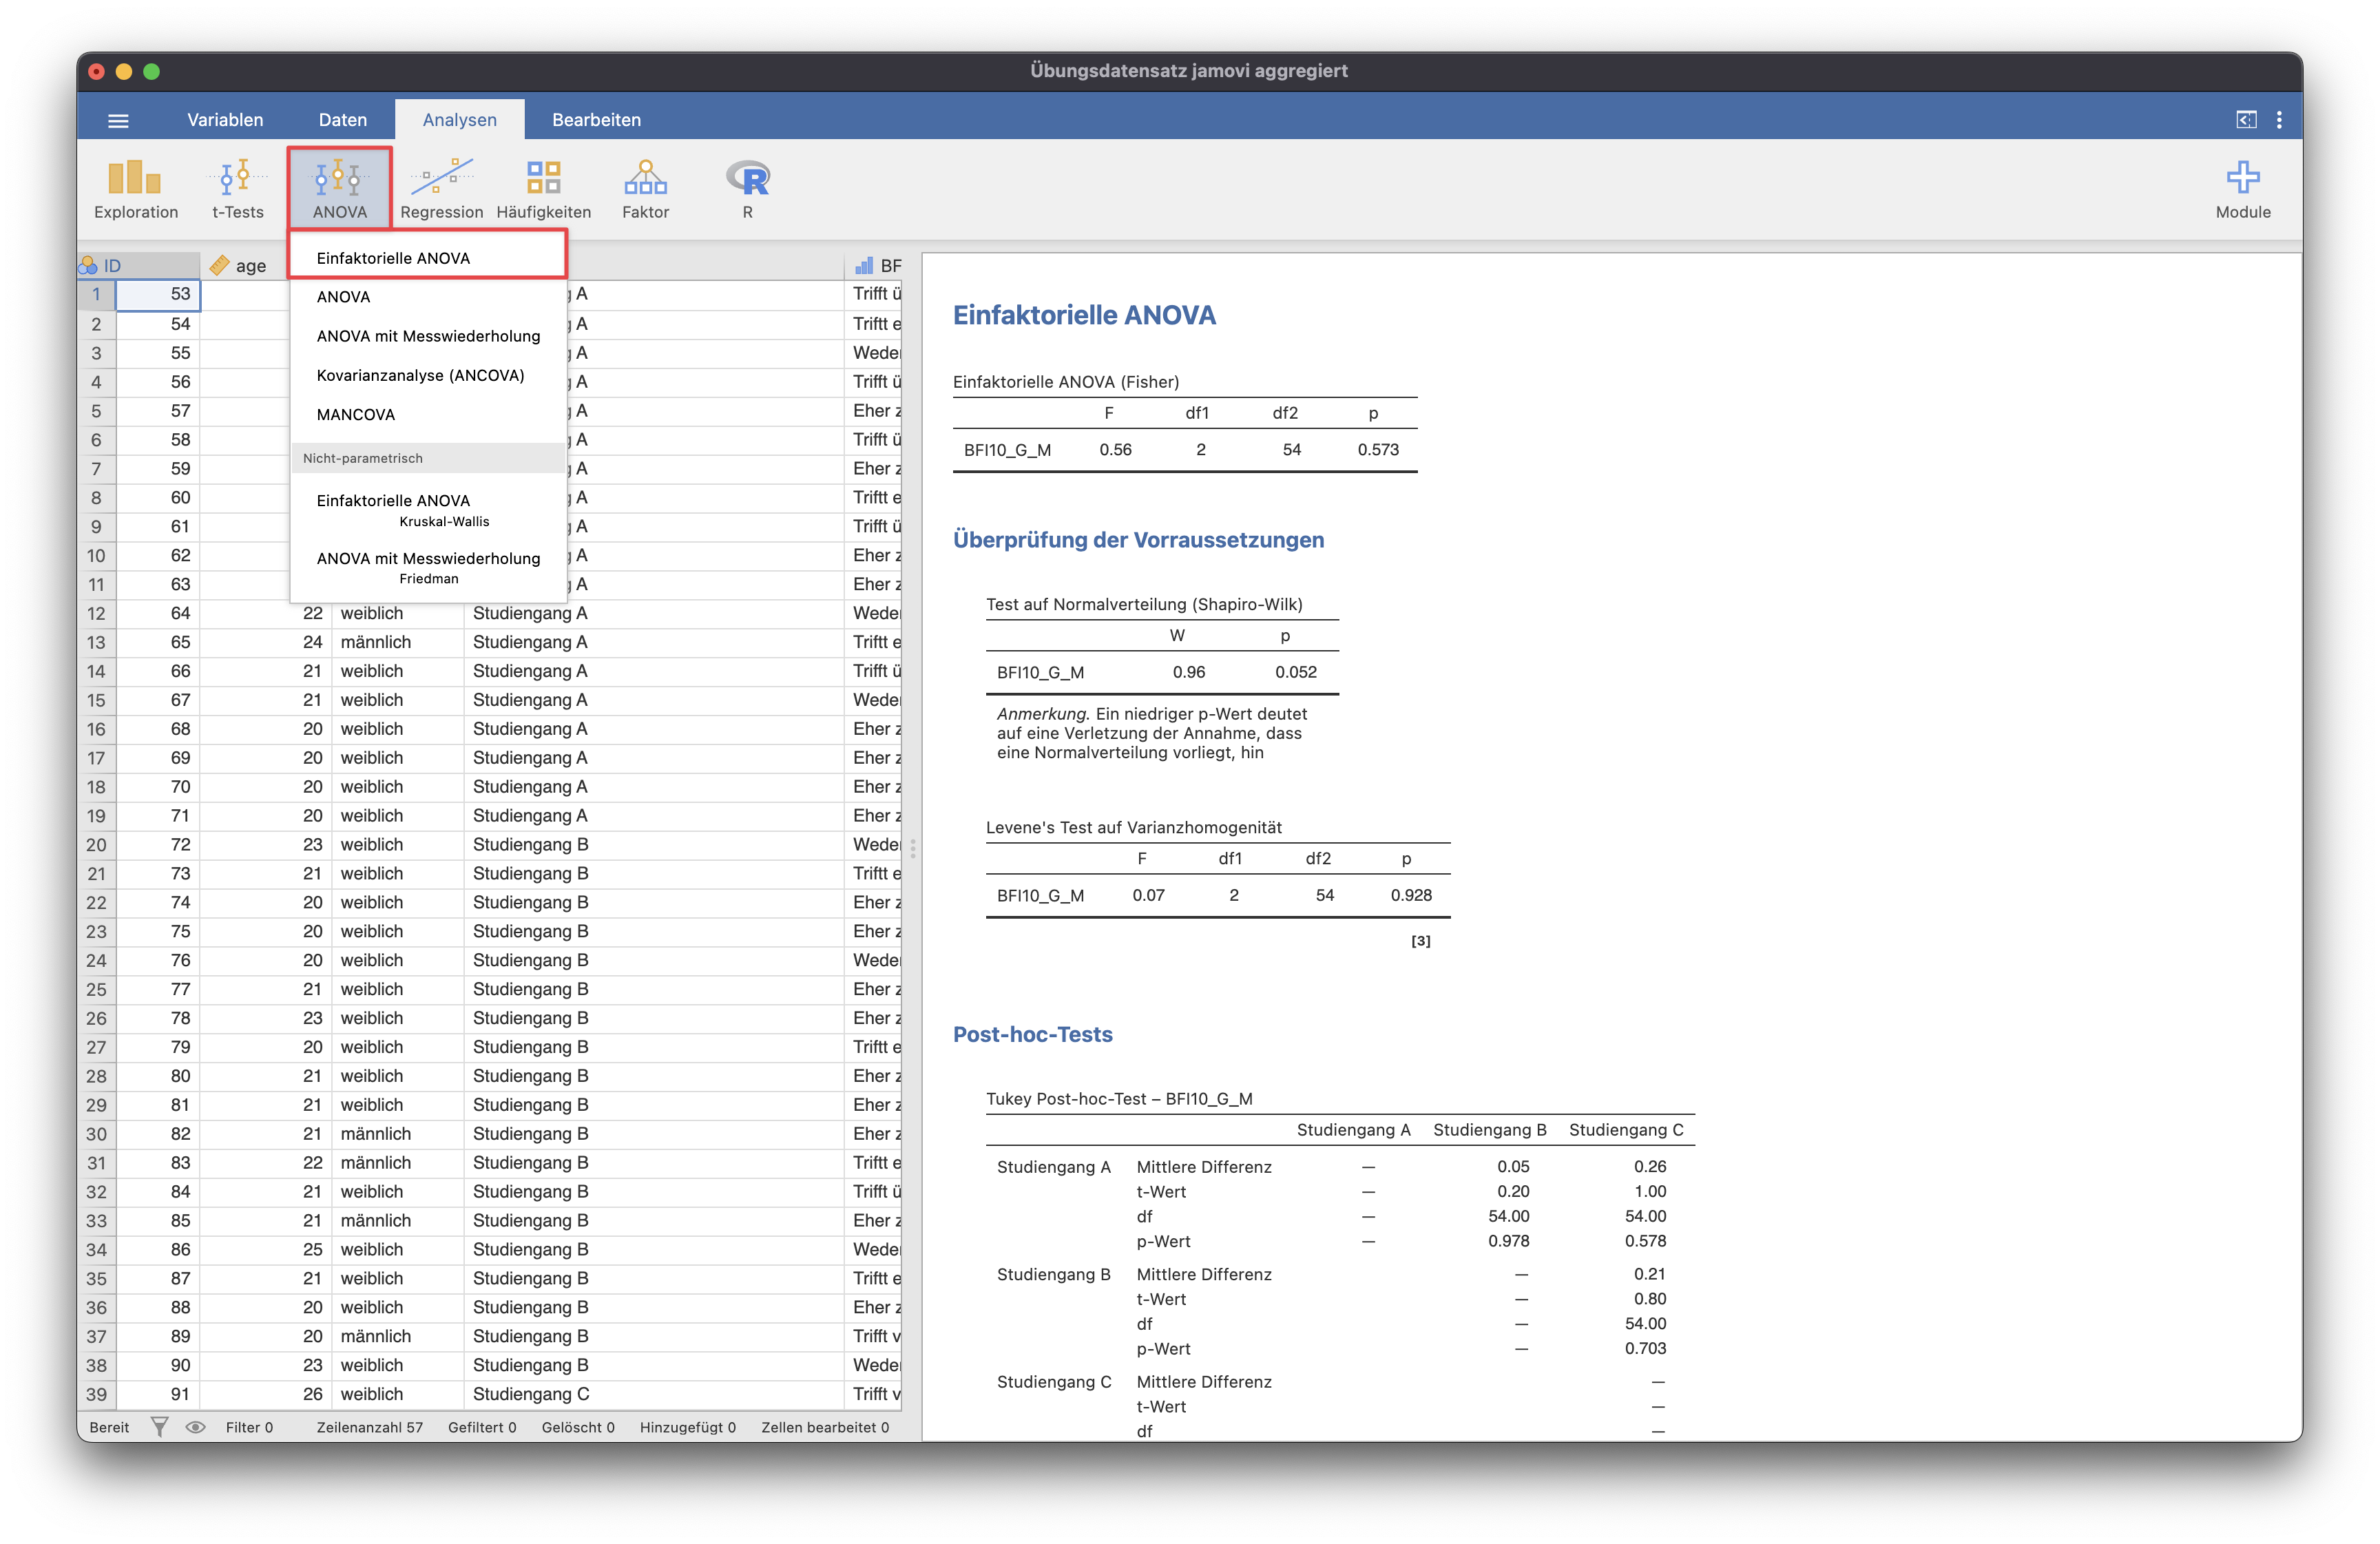 Übungsdatensatz jamovi aggregiert
Variablen Daten Analysen Bearbeiten
Exploration t-Tests ANOVA Regression Häufigkeiten Faktor R Module
Einfaktorielle ANOVA
ANOVA
ANOVA mit Messwiederholung
Kovarianzanalyse (ANCOVA)
MANCOVA
Nicht-parametrisch
Einfaktorielle ANOVA
Kruskal-Wallis
ANOVA mit Messwiederholung
Friedman
ID age BF
1 53 g A Trifft ü
2 54 g A Triftt e
3 55 g A Weder
4 56 g A Trifft ü
5 57 g A Eher z
6 58 g A Trifft ü
7 59 g A Eher z
8 60 g A Triftt e
9 61 g A Trifft ü
10 62 g A Eher z
11 63 g A Eher z
12 64 22 weiblich Studiengang A Weder
13 65 24 männlich Studiengang A Triftt e
14 66 21 weiblich Studiengang A Trifft ü
15 67 21 weiblich Studiengang A Weder
16 68 20 weiblich Studiengang A Eher z
17 69 20 weiblich Studiengang A Eher z
18 70 20 weiblich Studiengang A Eher z
19 71 20 weiblich Studiengang A Eher z
20 72 23 weiblich Studiengang B Weder
21 73 21 weiblich Studiengang B Triftt e
22 74 20 weiblich Studiengang B Eher z
23 75 20 weiblich Studiengang B Eher z
24 76 20 weiblich Studiengang B Weder
25 77 21 weiblich Studiengang B Eher z
26 78 23 weiblich Studiengang B Eher z
27 79 20 weiblich Studiengang B Triftt e
28 80 21 weiblich Studiengang B Eher z
29 81 21 weiblich Studiengang B Eher z
30 82 21 männlich Studiengang B Eher z
31 83 22 männlich Studiengang B Triftt e
32 84 21 weiblich Studiengang B Trifft ü
33 85 21 männlich Studiengang B Eher z
34 86 25 weiblich Studiengang B Weder
35 87 21 weiblich Studiengang B Triftt e
36 88 20 weiblich Studiengang B Eher z
37 89 20 männlich Studiengang B Trifft v
38 90 23 weiblich Studiengang B Weder
39 91 26 weiblich Studiengang C Trifft v
Bereit Filter 0 Zeilenanzahl 57 Gefiltert 0 Gelöscht 0 Hinzugefügt 0 Zellen bearbeitet 0
Einfaktorielle ANOVA
Einfaktorielle ANOVA (Fisher)
F df1 df2 p
BFI10_G_M 0.56 2 54 0.573
Überprüfung der Vorraussetzungen
Test auf Normalverteilung (Shapiro-Wilk)
W p
BFI10_G_M 0.96 0.052
Anmerkung. Ein niedriger p-Wert deutet
auf eine Verletzung der Annahme, dass
eine Normalverteilung vorliegt, hin
Levene's Test auf Varianzhomogenität
F df1 df2 p
BFI10_G_M 0.07 2 54 0.928
[3]
Post-hoc-Tests
Tukey Post-hoc-Test – BFI10_G_M
Studiengang A Studiengang B Studiengang C
Studiengang A Mittlere Differenz — 0.05 0.26
t-Wert — 0.20 1.00
df — 54.00 54.00
p-Wert — 0.978 0.578
Studiengang B Mittlere Differenz — 0.21
t-Wert — 0.80
df — 54.00
p-Wert — 0.703
Studiengang C Mittlere Differenz —
t-Wert —
df —